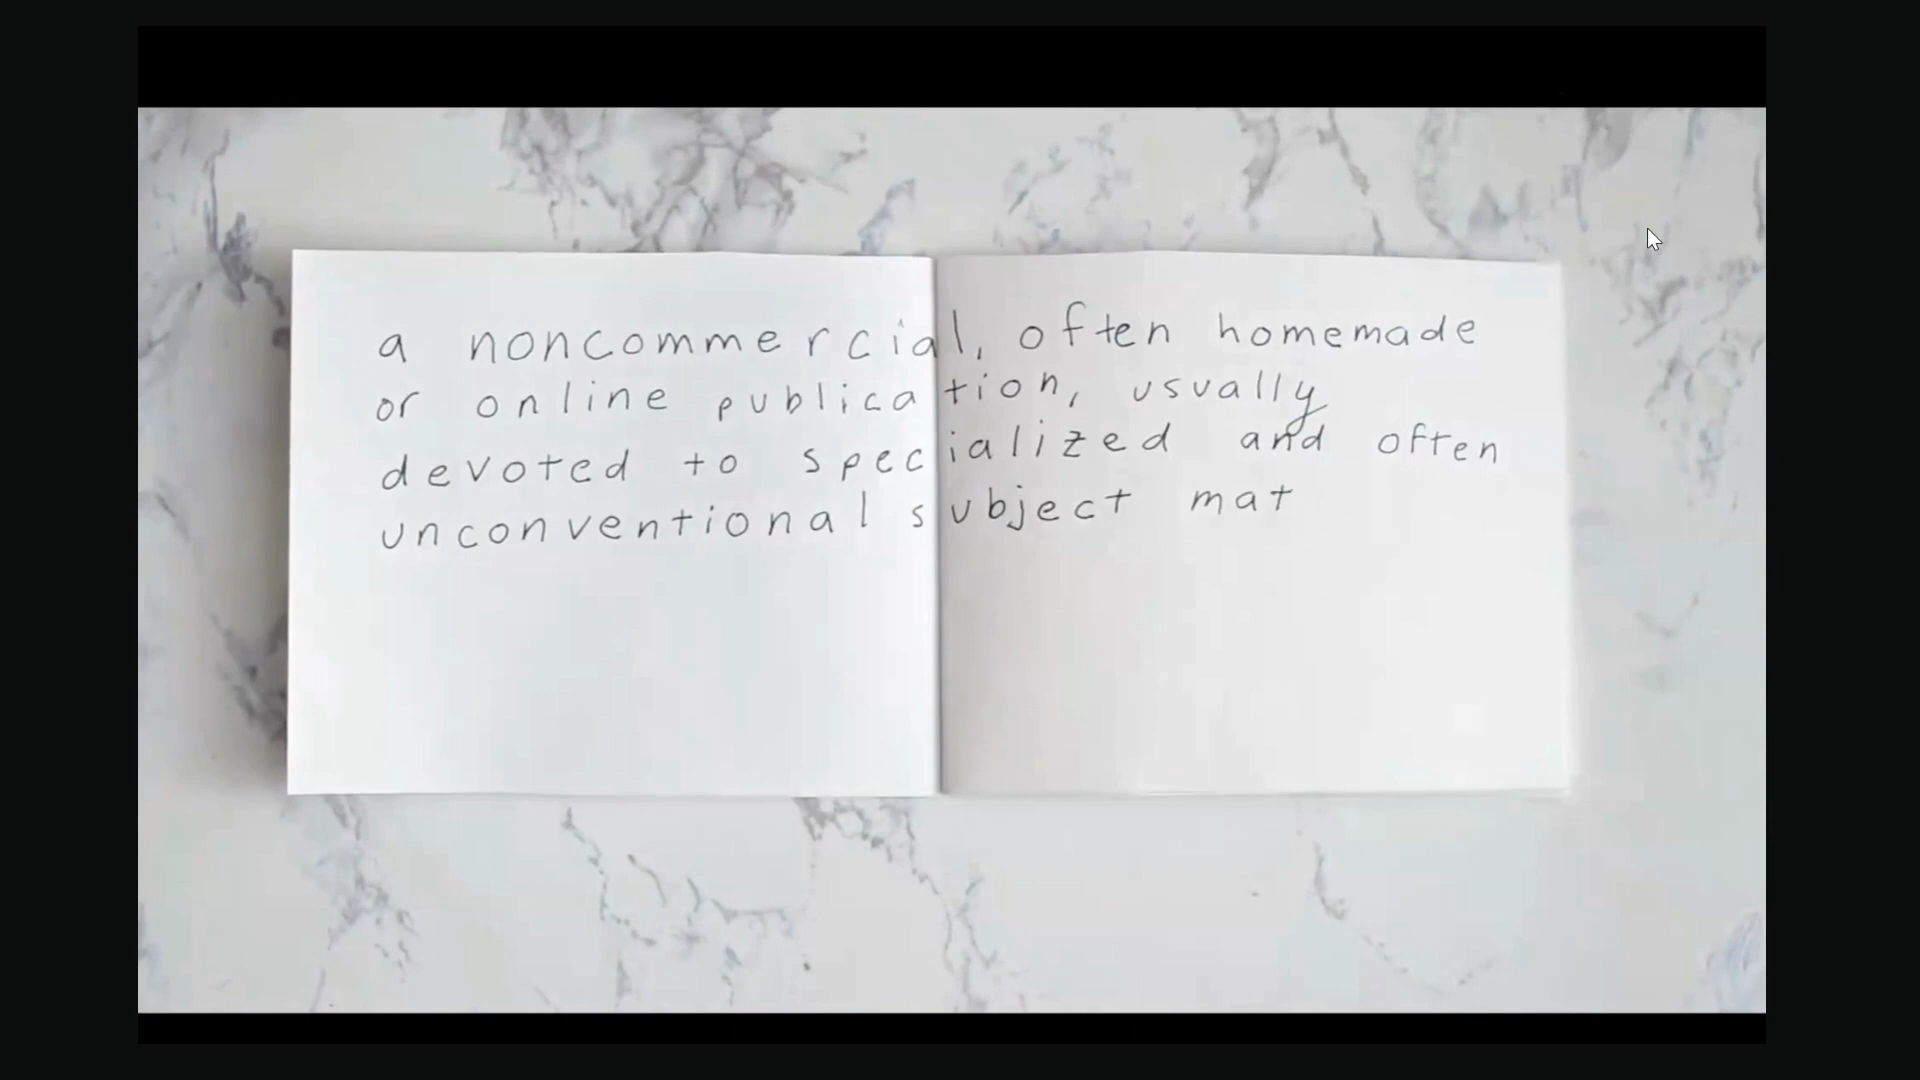 a noncommercial, often homemade
or online publication, usually
devoted to specialized and often
unconventional subject mat